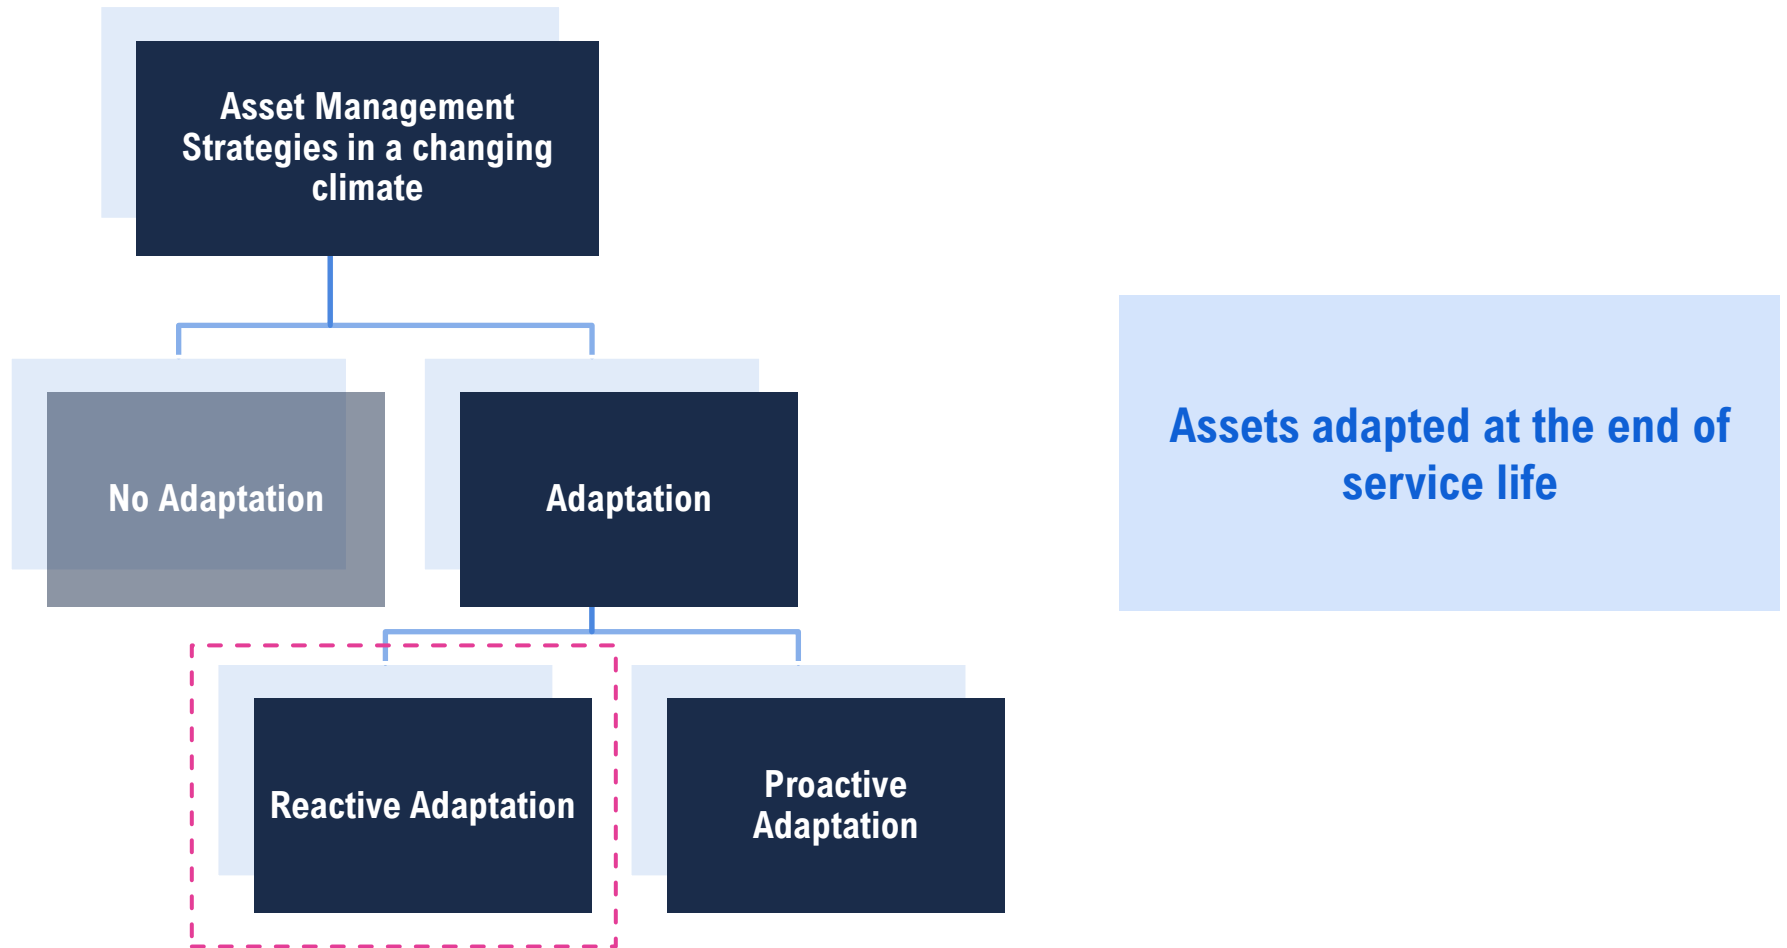 Asset Management
Strategies in a changing
climate
No Adaptation
Adaptation
Assets adapted at the end of
service life
Reactive Adaptation
Proactive
Adaptation